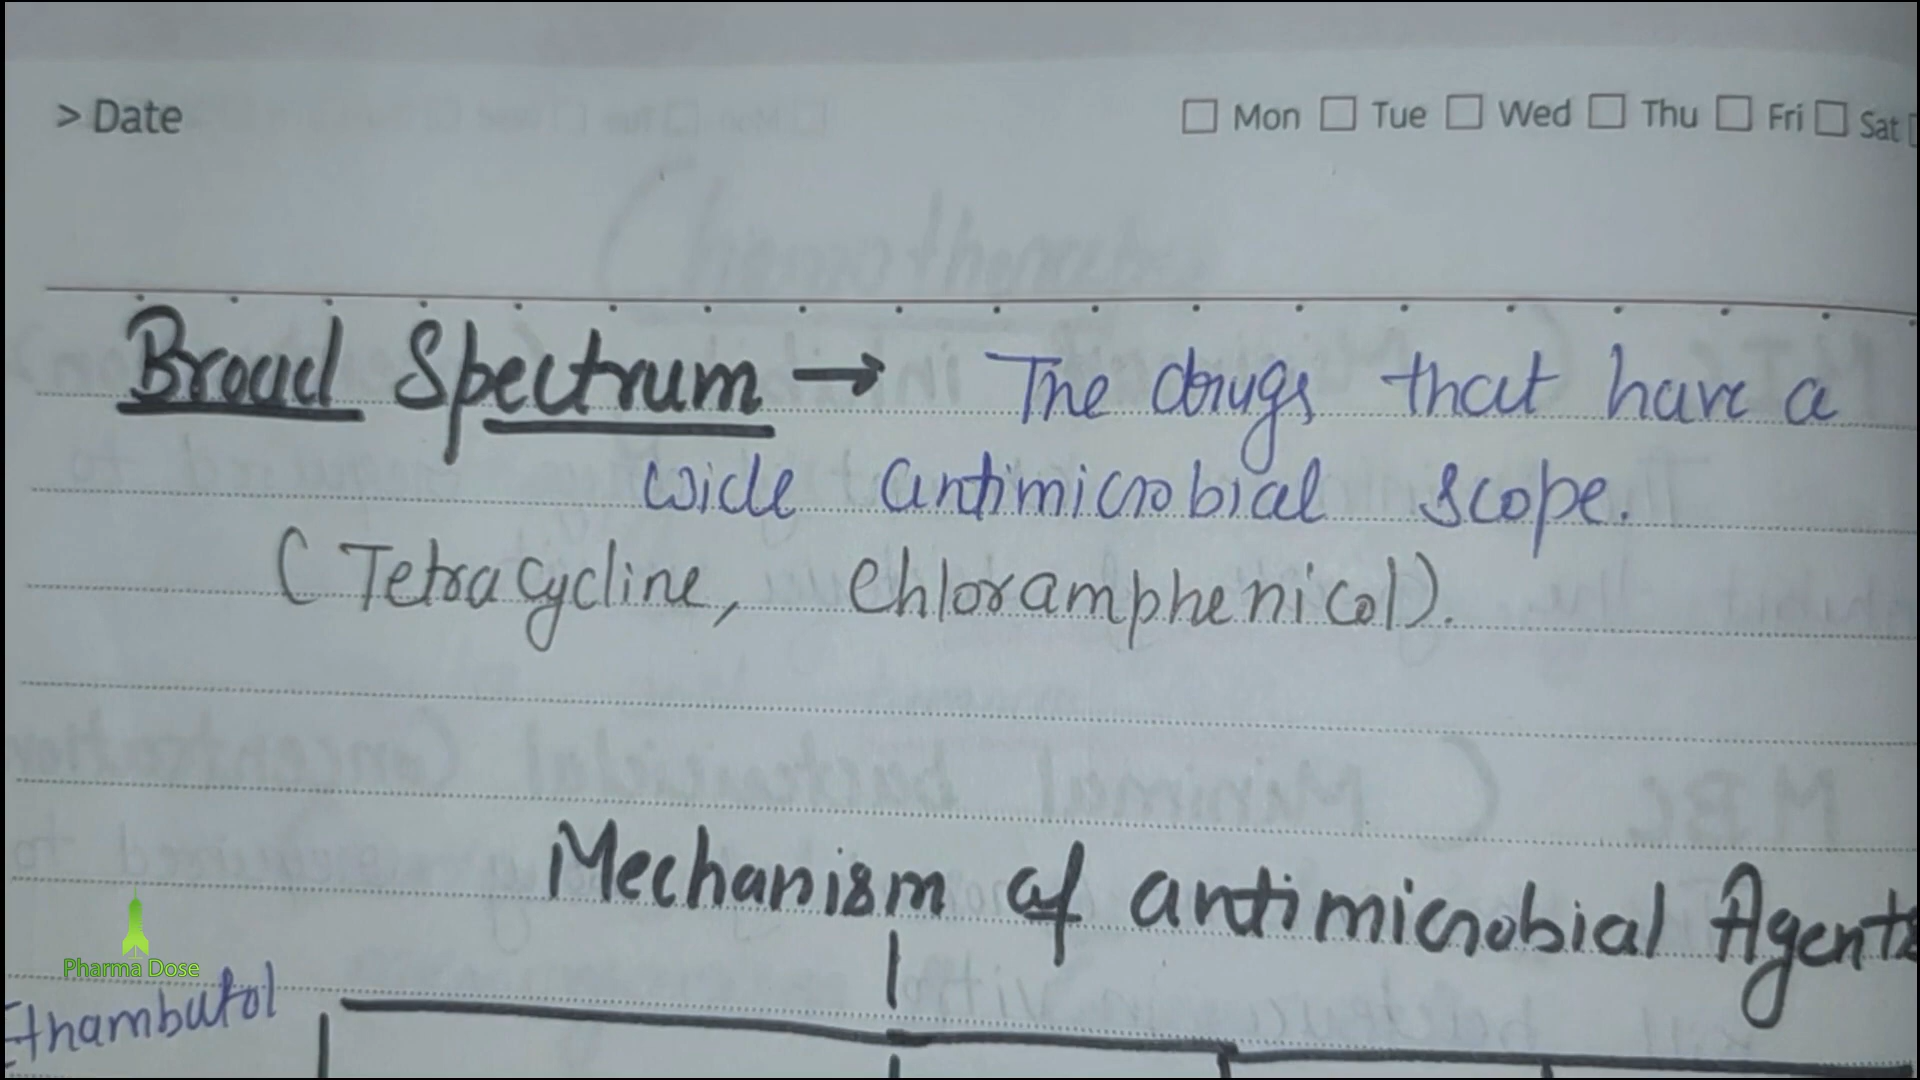 > Date
Mon Tue Wed Thu Fri Sat
Broad Spectrum → The drugs that have a
wide antimicrobial scope.
(Tetracycline, Chloramphenicol).
Mechanism of antimicrobial Agents
Pharma Dose
Ethambutol